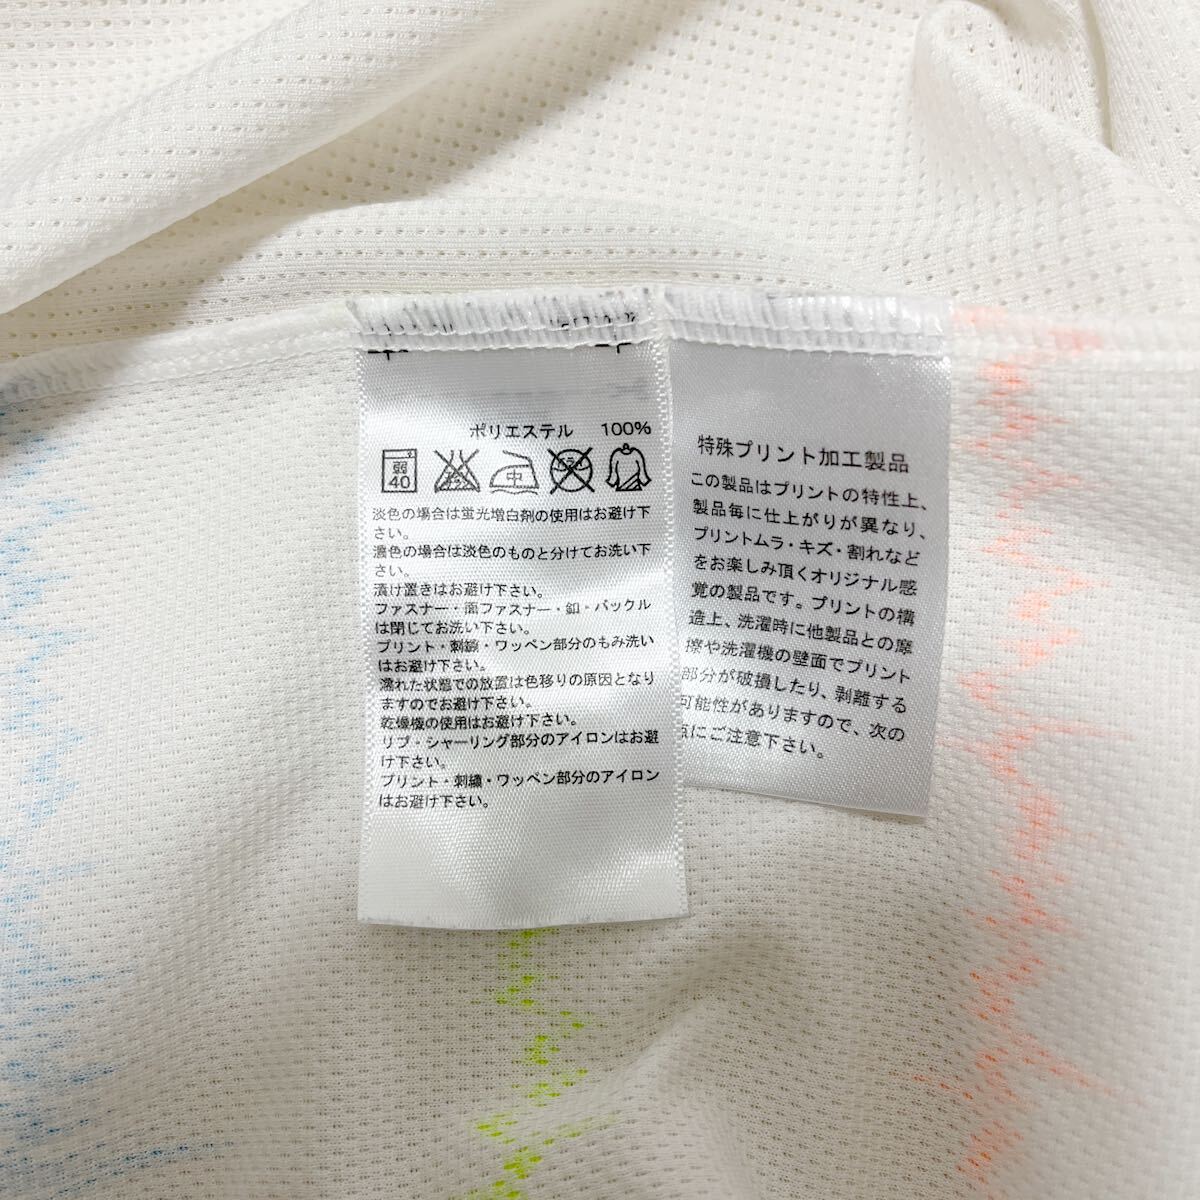 ポリエステル 100%
弱 40 エンソサラシ 中 ドライ
淡色の場合は蛍光増白剤の使用はお避け下
さい。
濃色の場合は淡色のものと分けてお洗い下
さい。
漬け置きはお避け下さい。
ファスナー・面ファスナー・釦・バックル
は閉じてお洗い下さい。
プリント・刺繍・ワッペン部分のもみ洗い
はお避け下さい。
濡れた状態での放置は色移りの原因となり
ますのでお避け下さい。
乾燥機の使用はお避け下さい。
リブ・シャーリング部分のアイロンはお避
け下さい。
プリント・刺繍・ワッペン部分のアイロン
はお避け下さい。
特殊プリント加工製品
この製品はプリントの特性上、
製品毎に仕上がりが異なり、
プリントムラ・キズ・割れなど
をお楽しみ頂くオリジナル感
覚の製品です。プリントの構
造上、洗濯時に他製品との摩
擦や洗濯機の壁面でプリント
部分が破損したり、剥離する
可能性がありますので、次の
点にご注意下さい。